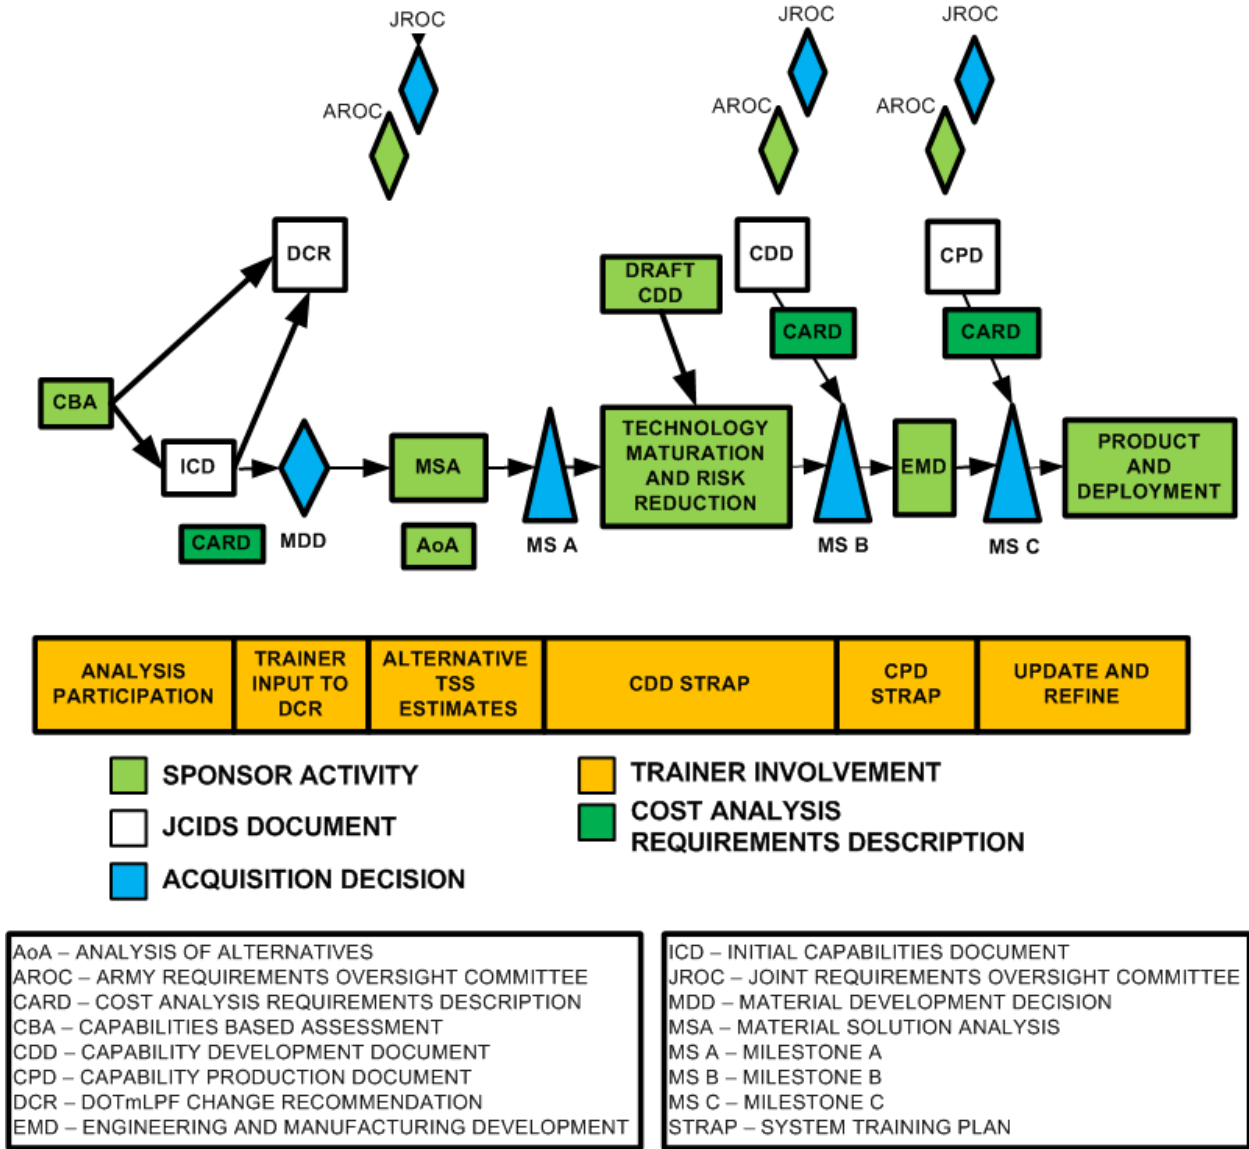 JROC
JROC
JROC
AROC
AROC
AROC
DCR
CDD
CPD
DRAFT
CDD
CARD
CARD
CBA
ICD
MSA
TECHNOLOGY
MATURATION
AND RISK
REDUCTION
EMD
PRODUCT
AND
DEPLOYMENT
CARD
MDD
AoA
MS A
MS B
MS C
ANALYSIS
PARTICIPATION
TRAINER
INPUT TO
DCR
ALTERNATIVE
TSS
ESTIMATES
CDD STRAP
CPD
STRAP
UPDATE AND
REFINE
SPONSOR ACTIVITY
JCIDS DOCUMENT
ACQUISITION DECISION
TRAINER INVOLVEMENT
COST ANALYSIS
REQUIREMENTS DESCRIPTION
AoA – ANALYSIS OF ALTERNATIVES
AROC – ARMY REQUIREMENTS OVERSIGHT COMMITTEE
CARD – COST ANALYSIS REQUIREMENTS DESCRIPTION
CBA – CAPABILITIES BASED ASSESSMENT
CDD – CAPABILITY DEVELOPMENT DOCUMENT
CPD – CAPABILITY PRODUCTION DOCUMENT
DCR – DOTmLPF CHANGE RECOMMENDATION
EMD – ENGINEERING AND MANUFACTURING DEVELOPMENT
ICD – INITIAL CAPABILITIES DOCUMENT
JROC – JOINT REQUIREMENTS OVERSIGHT COMMITTEE
MDD – MATERIAL DEVELOPMENT DECISION
MSA – MATERIAL SOLUTION ANALYSIS
MS A – MILESTONE A
MS B – MILESTONE B
MS C – MILESTONE C
STRAP – SYSTEM TRAINING PLAN